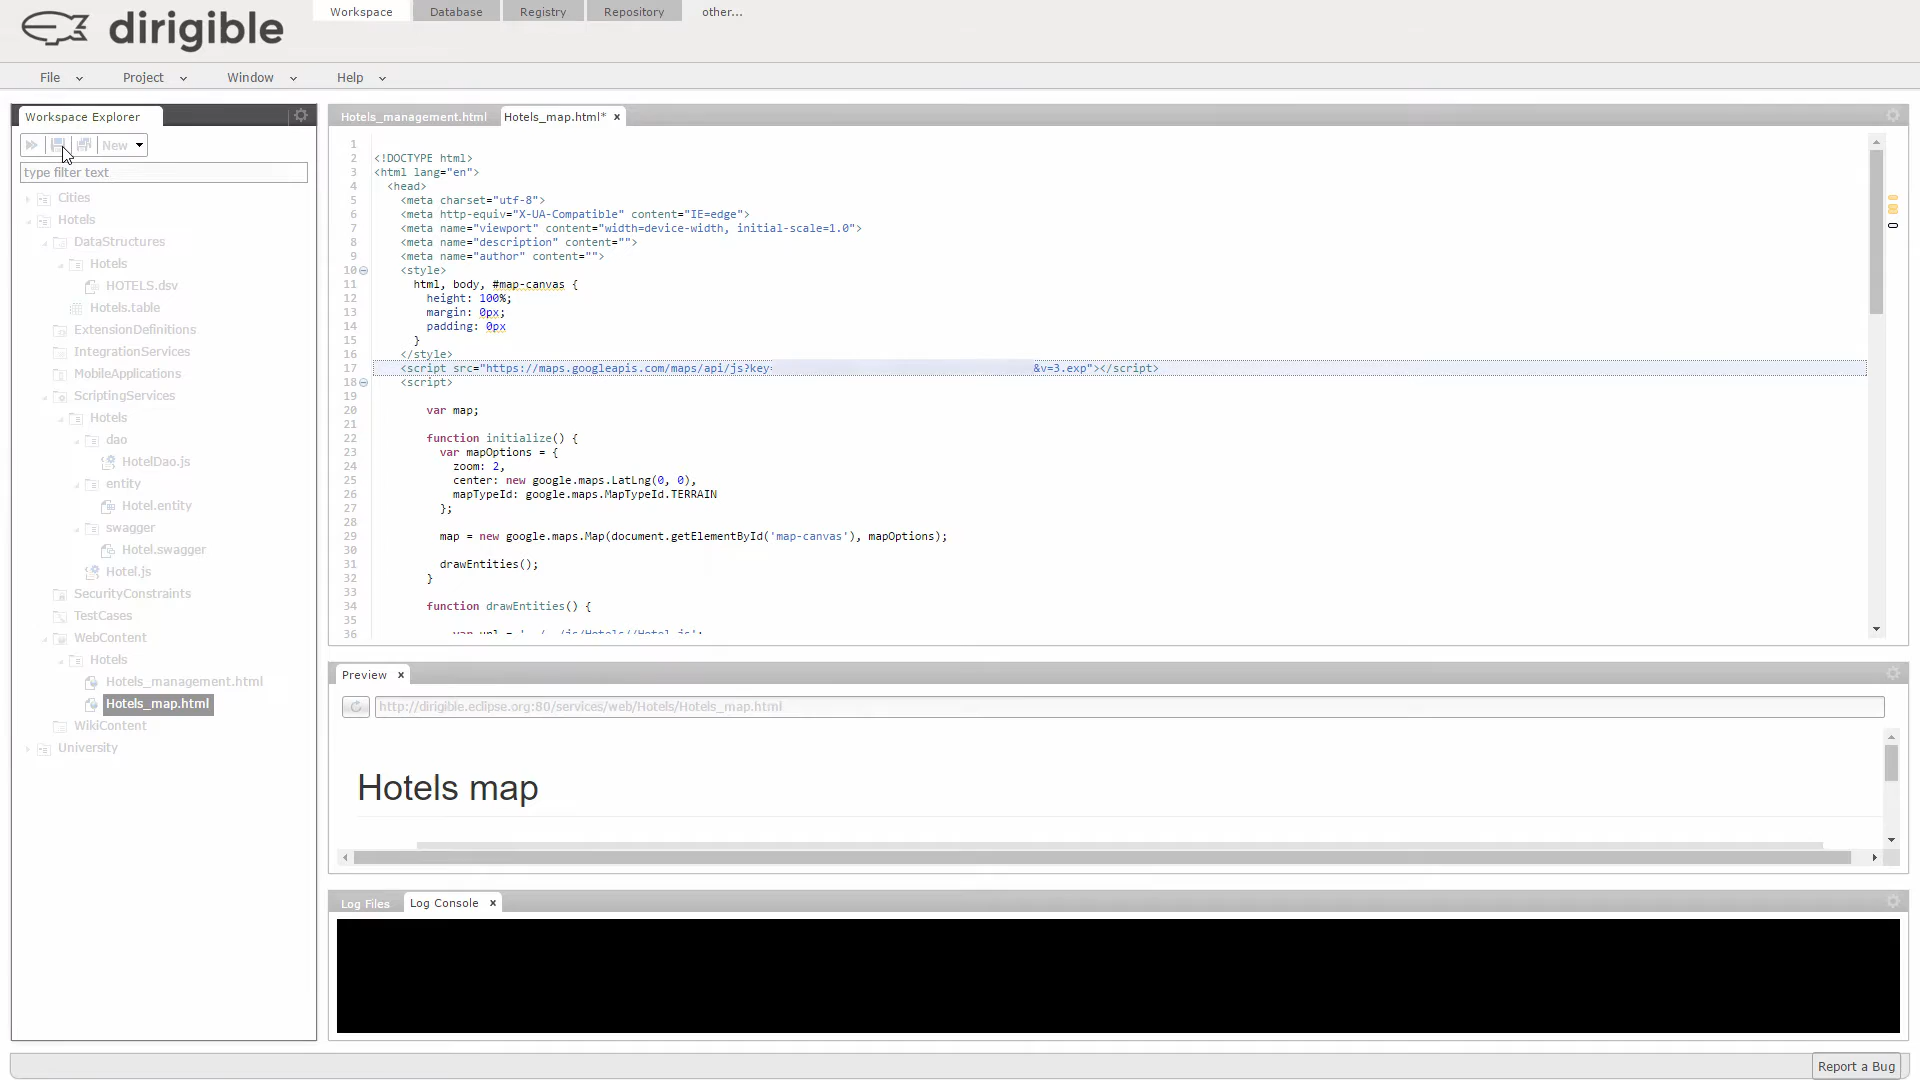 dirigible
Workspace
Database
Registry
Repository
other...
File
Project
Window
Help
Workspace Explorer
New
type filter text
Cities
Hotels
DataStructures
Hotels
HOTELS.dsv
Hotels.table
ExtensionDefinitions
IntegrationServices
MobileApplications
ScriptingServices
Hotels
dao
HotelDao.js
entity
Hotel.entity
swagger
Hotel.swagger
Hotel.js
SecurityConstraints
TestCases
WebContent
Hotels
Hotels_management.html
Hotels_map.html
WikiContent
University
Hotels_management.html
Hotels_map.html* x
1
2 <!DOCTYPE html>
3 <html lang="en">
4 <head>
5 <meta charset="utf-8">
6 <meta http-equiv="X-UA-Compatible" content="IE=edge">
7 <meta name="viewport" content="width=device-width, initial-scale=1.0">
8 <meta name="description" content="">
9 <meta name="author" content="">
10 <style>
11 html, body, #map-canvas {
12 height: 100%;
13 margin: 0px;
14 padding: 0px
15 }
16 </style>
17 <script src="https://maps.googleapis.com/maps/api/js?key= &v=3.exp"></script>
18 <script>
19
20 var map;
21
22 function initialize() {
23 var mapOptions = {
24 zoom: 2,
25 center: new google.maps.LatLng(0, 0),
26 mapTypeId: google.maps.MapTypeId.TERRAIN
27 };
28
29 map = new google.maps.Map(document.getElementById('map-canvas'), mapOptions);
30
31 drawEntities();
32 }
33
34 function drawEntities() {
35
36
Preview x
http://dirigible.eclipse.org:80/services/web/Hotels/Hotels_map.html
Hotels map
Log Files
Log Console x
Report a Bug